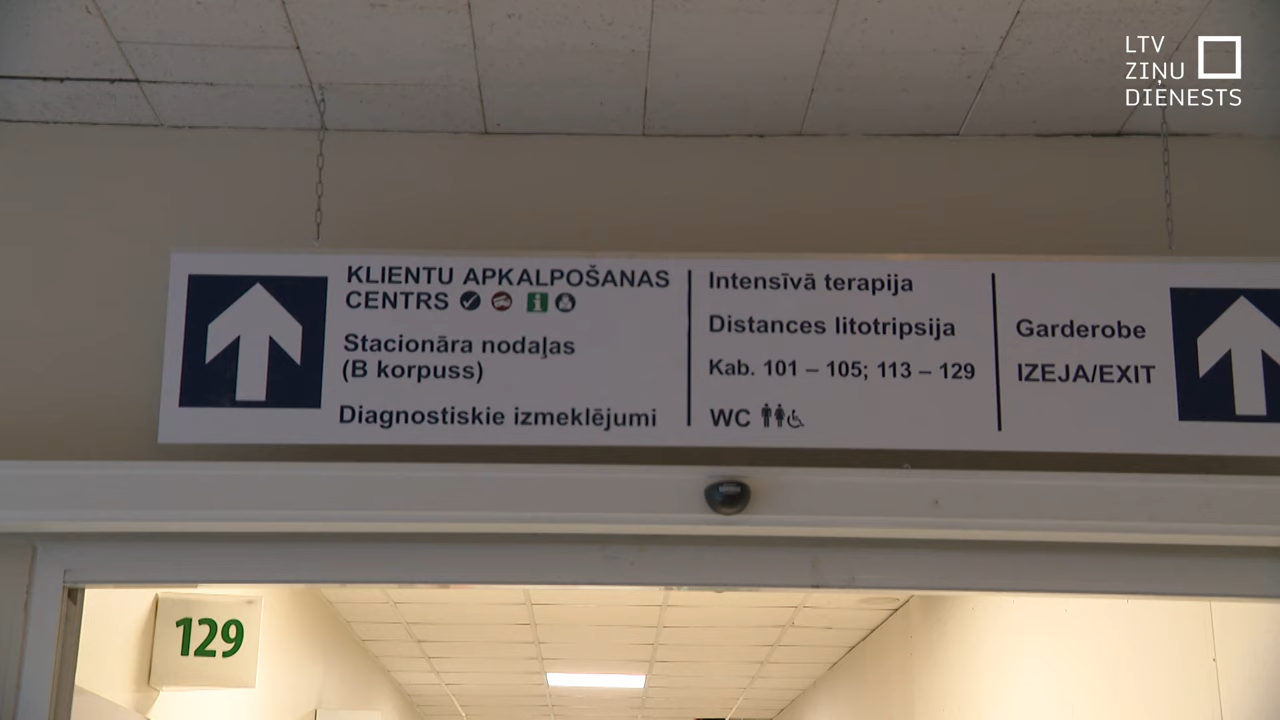 LTV
ZIŅU
DIENESTS
KLIENTU APKALPOŠANAS
CENTRS
Stacionāra nodaļas
(B korpuss)
Diagnostiskie izmeklējumi
Intensīvā terapija
Distances litotripsija
Kab. 101 – 105; 113 – 129
WC
Garderobe
IZEJA/EXIT
129